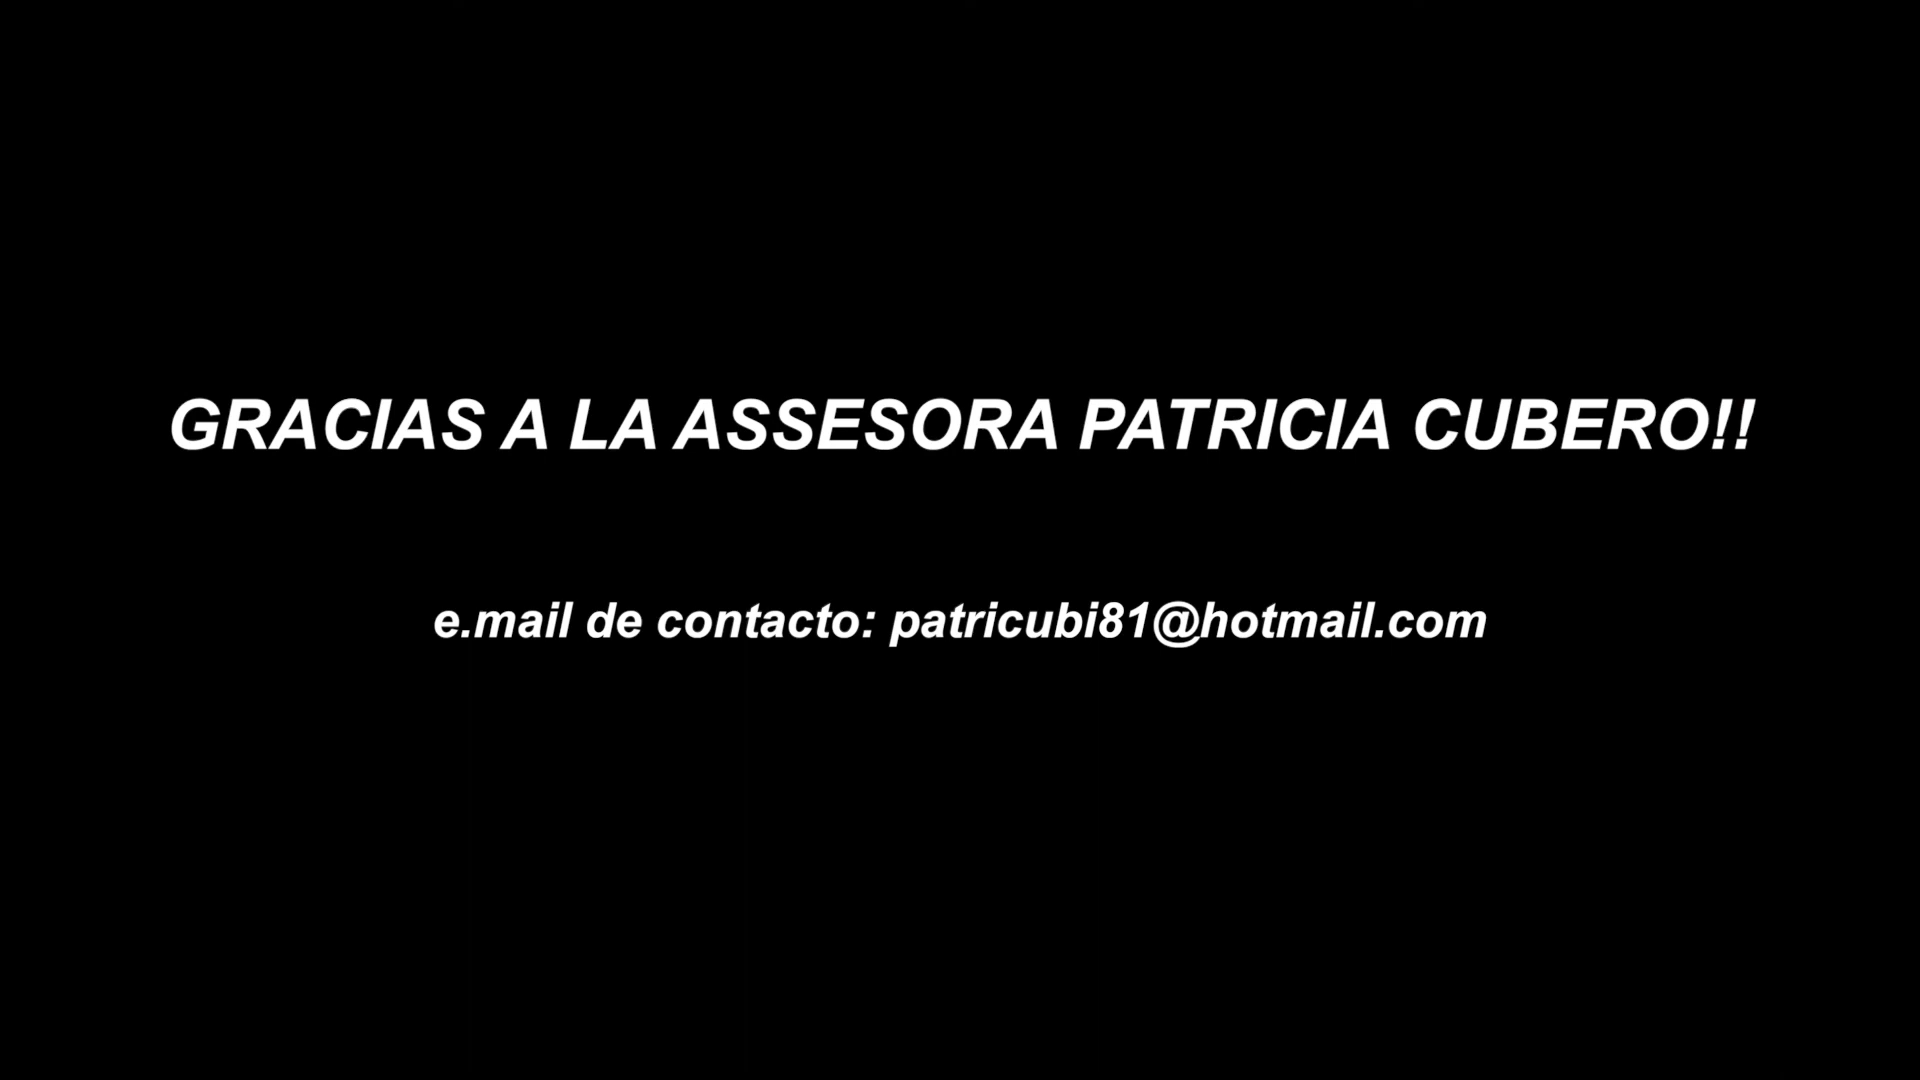 GRACIAS A LA ASSESORA PATRICIA CUBERO!!
e.mail de contacto: patricubi81@hotmail.com